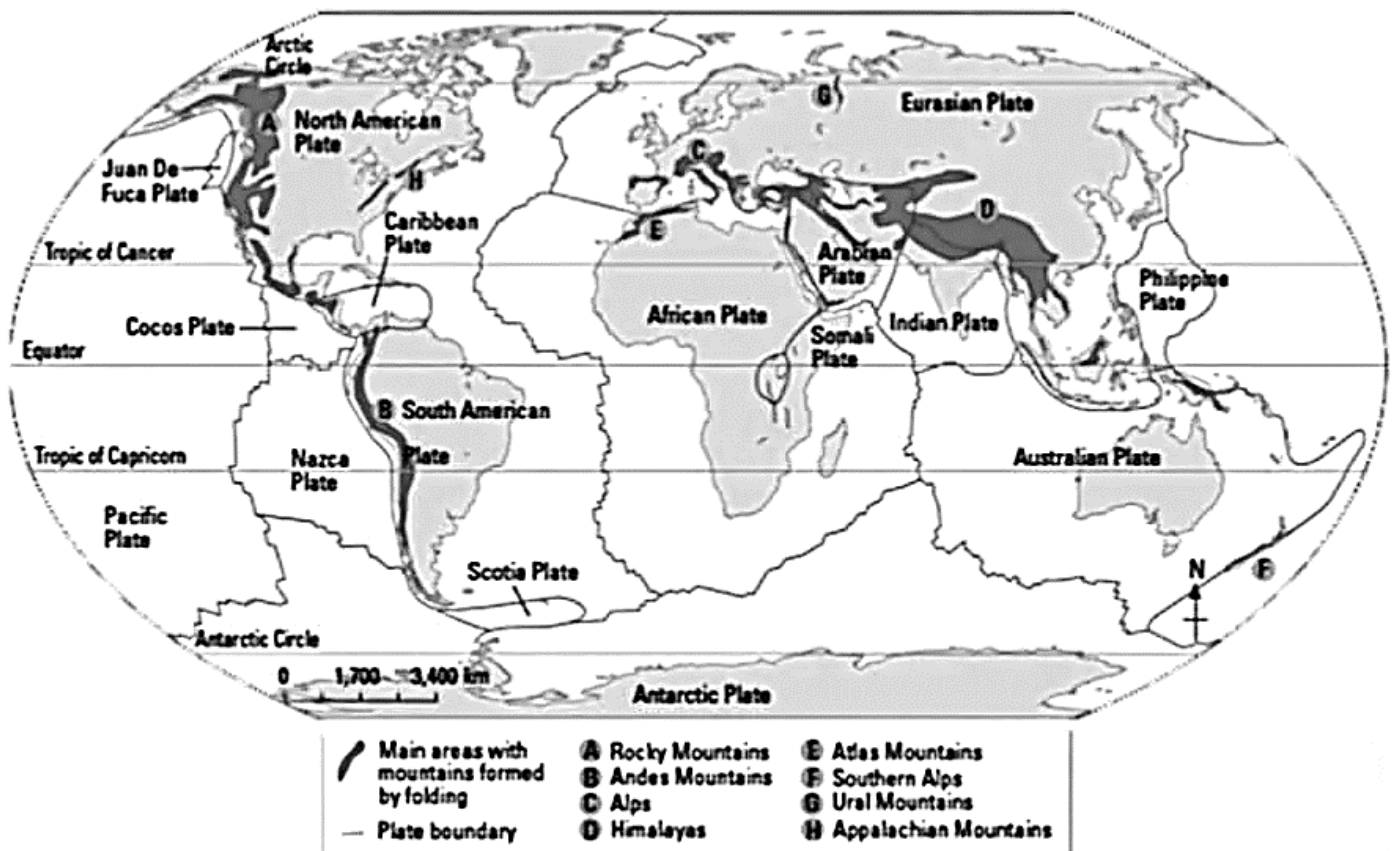 Arctic
Circle
G
Eurasian Plate
A
North American
Plate
C
Juan De
Fuca Plate
H
D
Caribbean
Plate
E
Tropic of Cancer
Arabian
Plate
Philippine
Plate
African Plate
Cocos Plate
Indian Plate
Somali
Plate
Equator
B South American
Plate
Tropic of Capricorn
Nazca
Plate
Australian Plate
Pacific
Plate
Scotia Plate
N
F
Antarctic Circle
0 1,700 3,400 km
Antarctic Plate
Main areas with
mountains formed
by folding
Plate boundary
A Rocky Mountains
B Andes Mountains
C Alps
D Himalayas
E Atlas Mountains
F Southern Alps
G Ural Mountains
H Appalachian Mountains